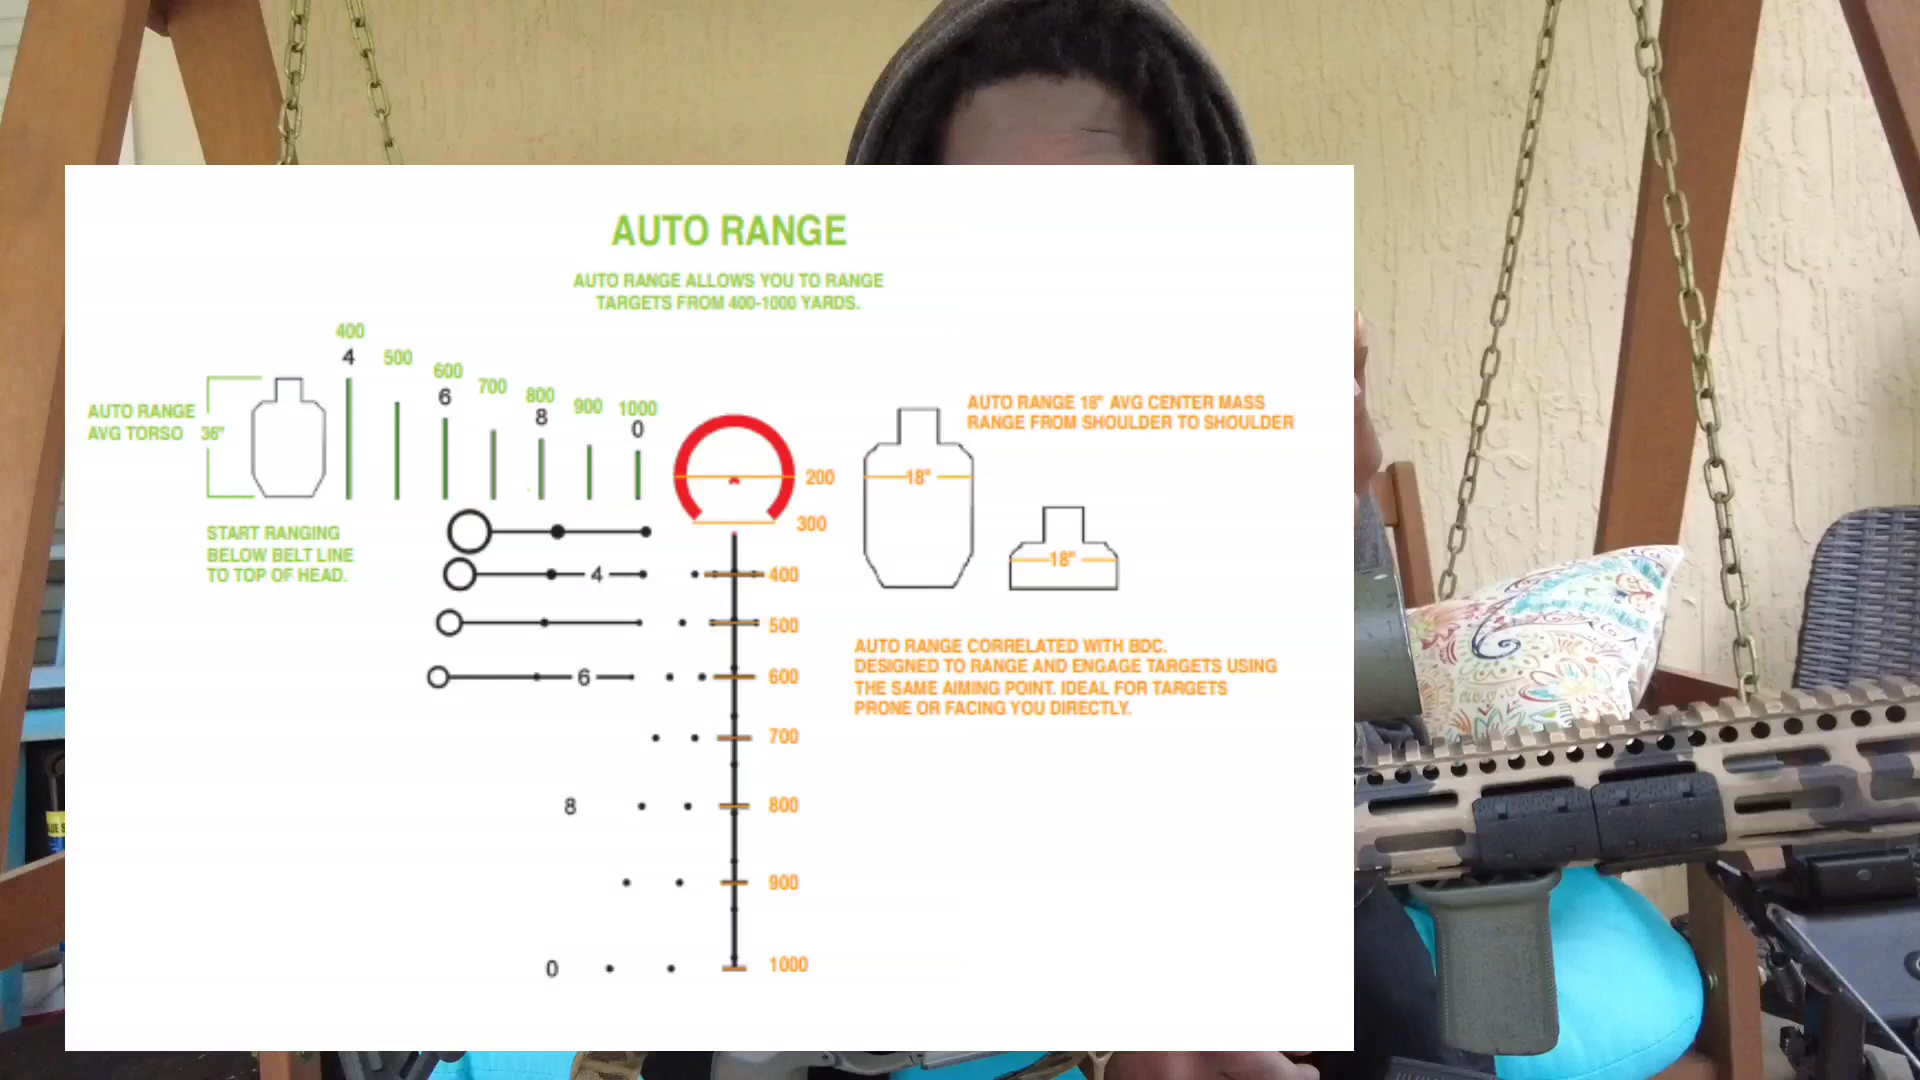 AUTO RANGE
AUTO RANGE ALLOWS YOU TO RANGE
TARGETS FROM 400-1000 YARDS.
400
4
500
600
6
700
800
8
900
1000
0
AUTO RANGE
AVG TORSO 36"
START RANGING
BELOW BELT LINE
TO TOP OF HEAD.
AUTO RANGE 18" AVG CENTER MASS
RANGE FROM SHOULDER TO SHOULDER
200
300
18"
18"
4
400
500
6
600
700
8
800
900
0
1000
AUTO RANGE CORRELATED WITH BDC.
DESIGNED TO RANGE AND ENGAGE TARGETS USING
THE SAME AIMING POINT. IDEAL FOR TARGETS
PRONE OR FACING YOU DIRECTLY.